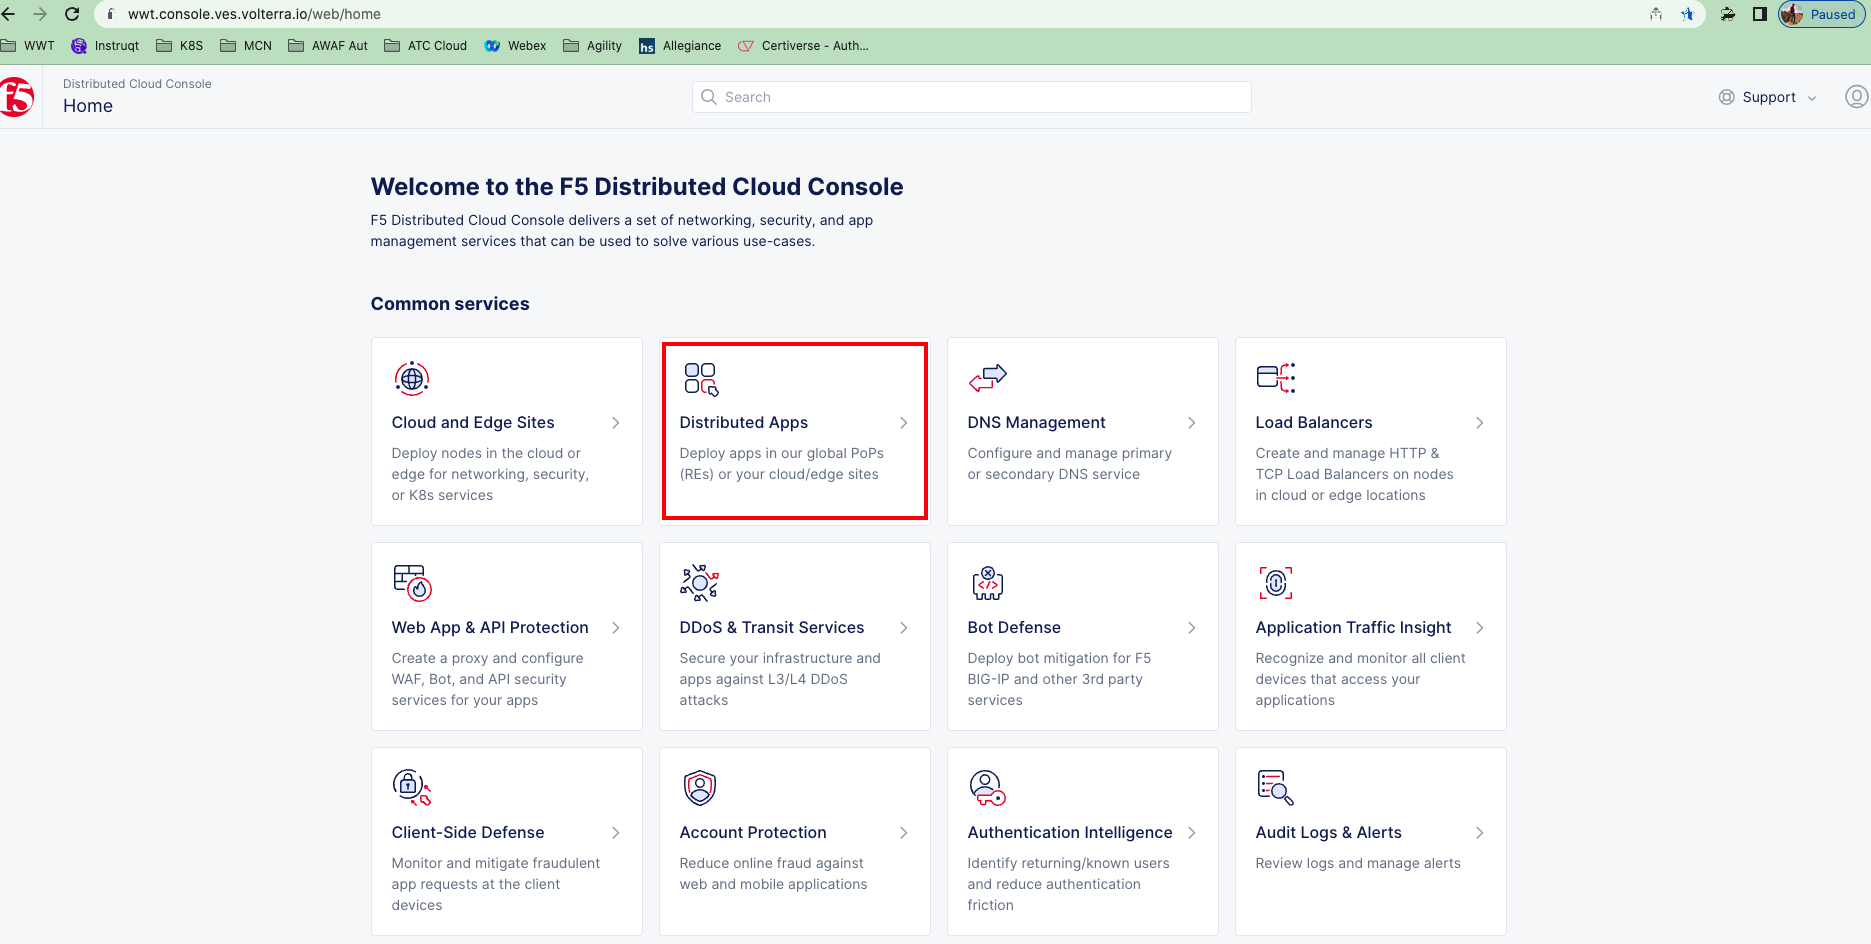 wwt.console.ves.volterra.io/web/home
Paused
WWT
Instruqt
K8S
MCN
AWAF Aut
ATC Cloud
Webex
Agility
hs
Allegiance
Certiverse - Auth...
f5
Distributed Cloud Console
Home
Search
Support
Welcome to the F5 Distributed Cloud Console
F5 Distributed Cloud Console delivers a set of networking, security, and app
management services that can be used to solve various use-cases.
Common services
Cloud and Edge Sites
Deploy nodes in the cloud or
edge for networking, security,
or K8s services
Distributed Apps
Deploy apps in our global PoPs
(REs) or your cloud/edge sites
DNS Management
Configure and manage primary
or secondary DNS service
Load Balancers
Create and manage HTTP &
TCP Load Balancers on nodes
in cloud or edge locations
Web App & API Protection
Create a proxy and configure
WAF, Bot, and API security
services for your apps
DDoS & Transit Services
Secure your infrastructure and
apps against L3/L4 DDoS
attacks
Bot Defense
Deploy bot mitigation for F5
BIG-IP and other 3rd party
services
Application Traffic Insight
Recognize and monitor all client
devices that access your
applications
Client-Side Defense
Monitor and mitigate fraudulent
app requests at the client
devices
Account Protection
Reduce online fraud against
web and mobile applications
Authentication Intelligence
Identify returning/known users
and reduce authentication
friction
Audit Logs & Alerts
Review logs and manage alerts